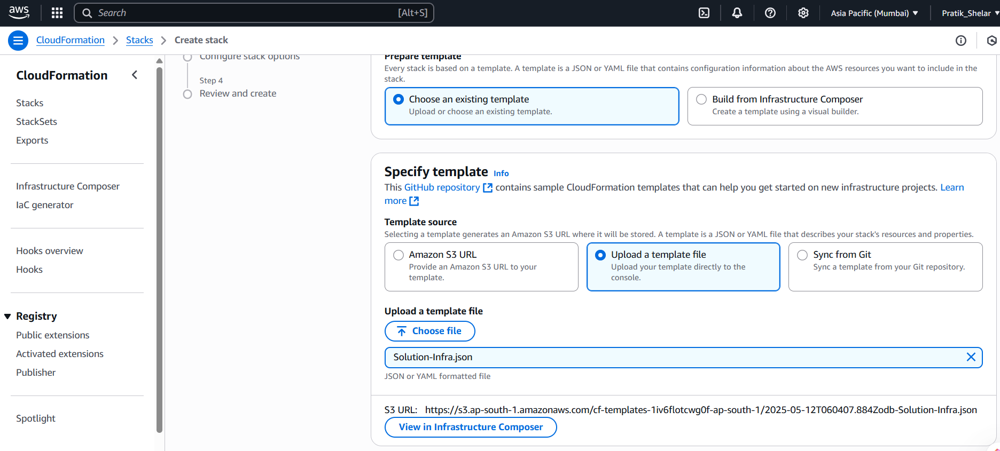 aws
Search
[Alt+S]
Asia Pacific (Mumbai)
Pratik_Shelar
CloudFormation
Stacks
Create stack
CloudFormation
Stacks
StackSets
Exports
Infrastructure Composer
IaC generator
Hooks overview
Hooks
Registry
Public extensions
Activated extensions
Publisher
Spotlight
Configure stack options
Step 4
Review and create
Prepare template
Every stack is based on a template. A template is a JSON or YAML file that contains configuration information about the AWS resources you want to include in the
stack.
Choose an existing template
Upload or choose an existing template.
Build from Infrastructure Composer
Create a template using a visual builder.
Specify template Info
This GitHub repository contains sample CloudFormation templates that can help you get started on new infrastructure projects. Learn
more
Template source
Selecting a template generates an Amazon S3 URL where it will be stored. A template is a JSON or YAML file that describes your stack's resources and properties.
Amazon S3 URL
Provide an Amazon S3 URL to your
template.
Upload a template file
Upload your template directly to the
console.
Sync from Git
Sync a template from your Git repository.
Upload a template file
Choose file
Solution-Infra.json
JSON or YAML formatted file
S3 URL: https://s3.ap-south-1.amazonaws.com/cf-templates-1iv6flotcwg0f-ap-south-1/2025-05-12T060407.884Zodb-Solution-Infra.json
View in Infrastructure Composer